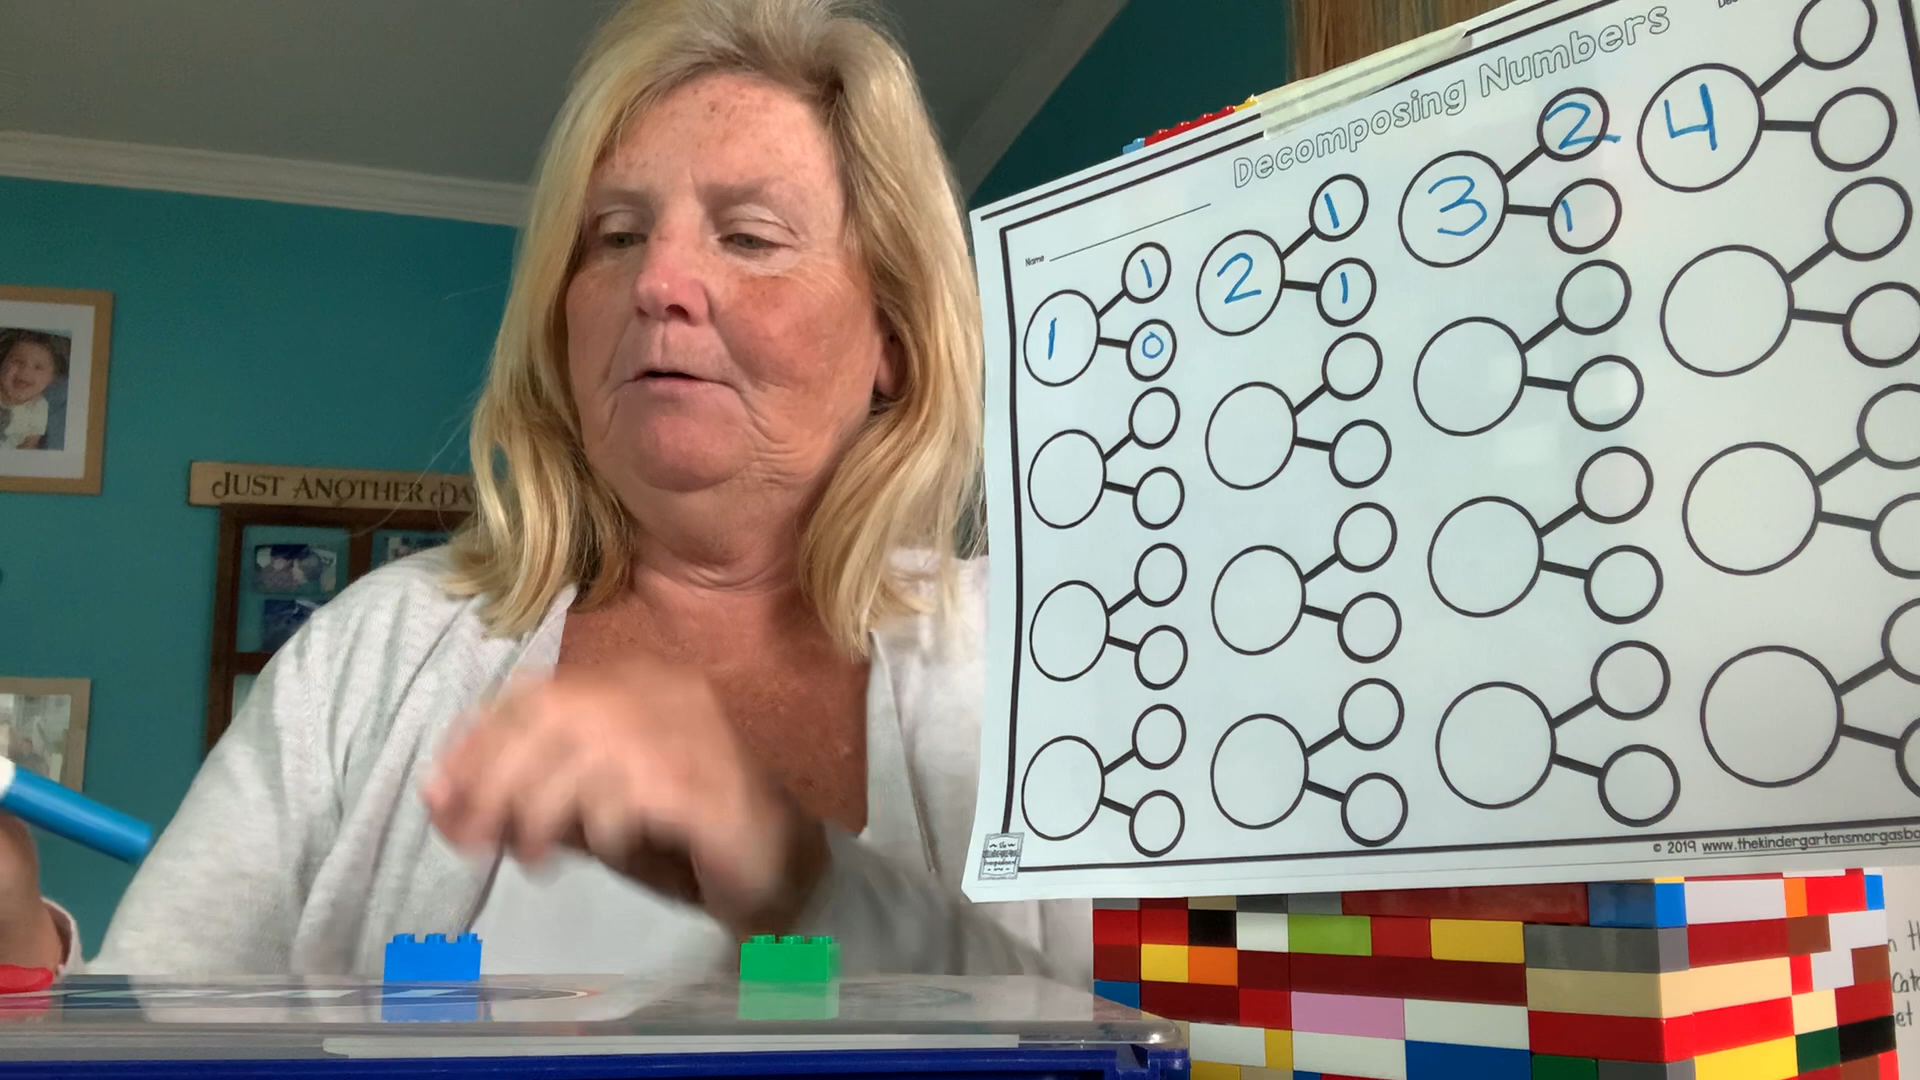 Decomposing Numbers
Name
1 1 0
2 1 1
3 2 1
4
JUST ANOTHER DA
© 2019 www.thekindergartensmorgasbo